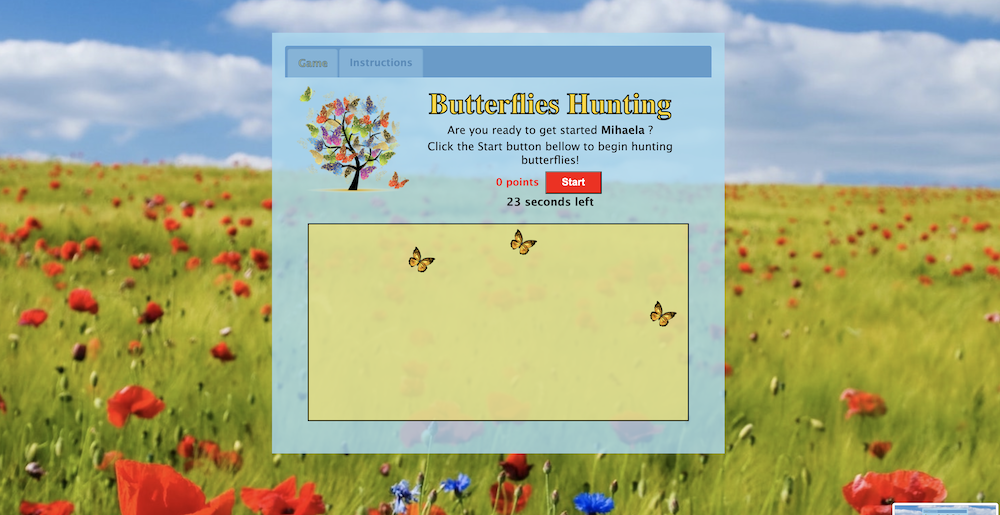 Game Instructions
Butterflies Hunting
Are you ready to get started Mihaela ?
Click the Start button bellow to begin hunting
butterflies!
0 points Start
23 seconds left